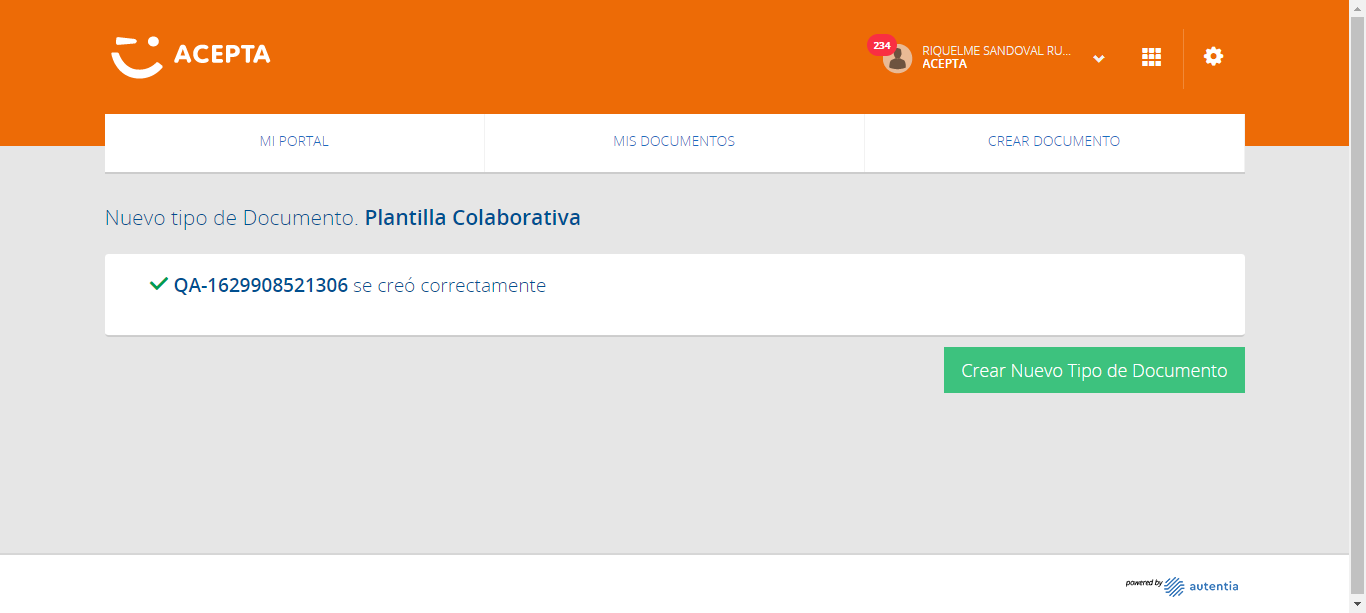 ACEPTA
234
RIQUELME SANDOVAL RU...
ACEPTA
MI PORTAL
MIS DOCUMENTOS
CREAR DOCUMENTO
Nuevo tipo de Documento. Plantilla Colaborativa
QA-1629908521306 se creó correctamente
Crear Nuevo Tipo de Documento
powered by autentia